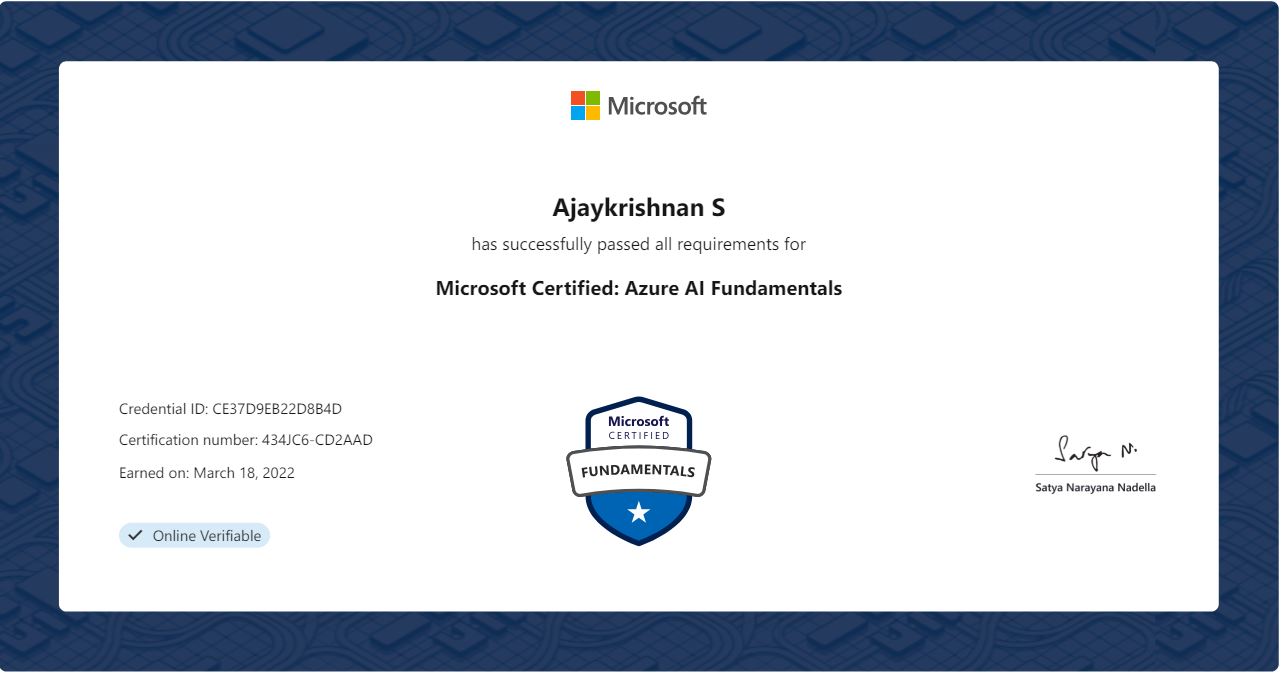 Microsoft
Ajaykrishnan S
has successfully passed all requirements for
Microsoft Certified: Azure AI Fundamentals
Credential ID: CE37D9EB22D8B4D
Certification number: 434JC6-CD2AAD
Earned on: March 18, 2022
Online Verifiable
Microsoft
CERTIFIED
FUNDAMENTALS
Satya N.
Satya Narayana Nadella